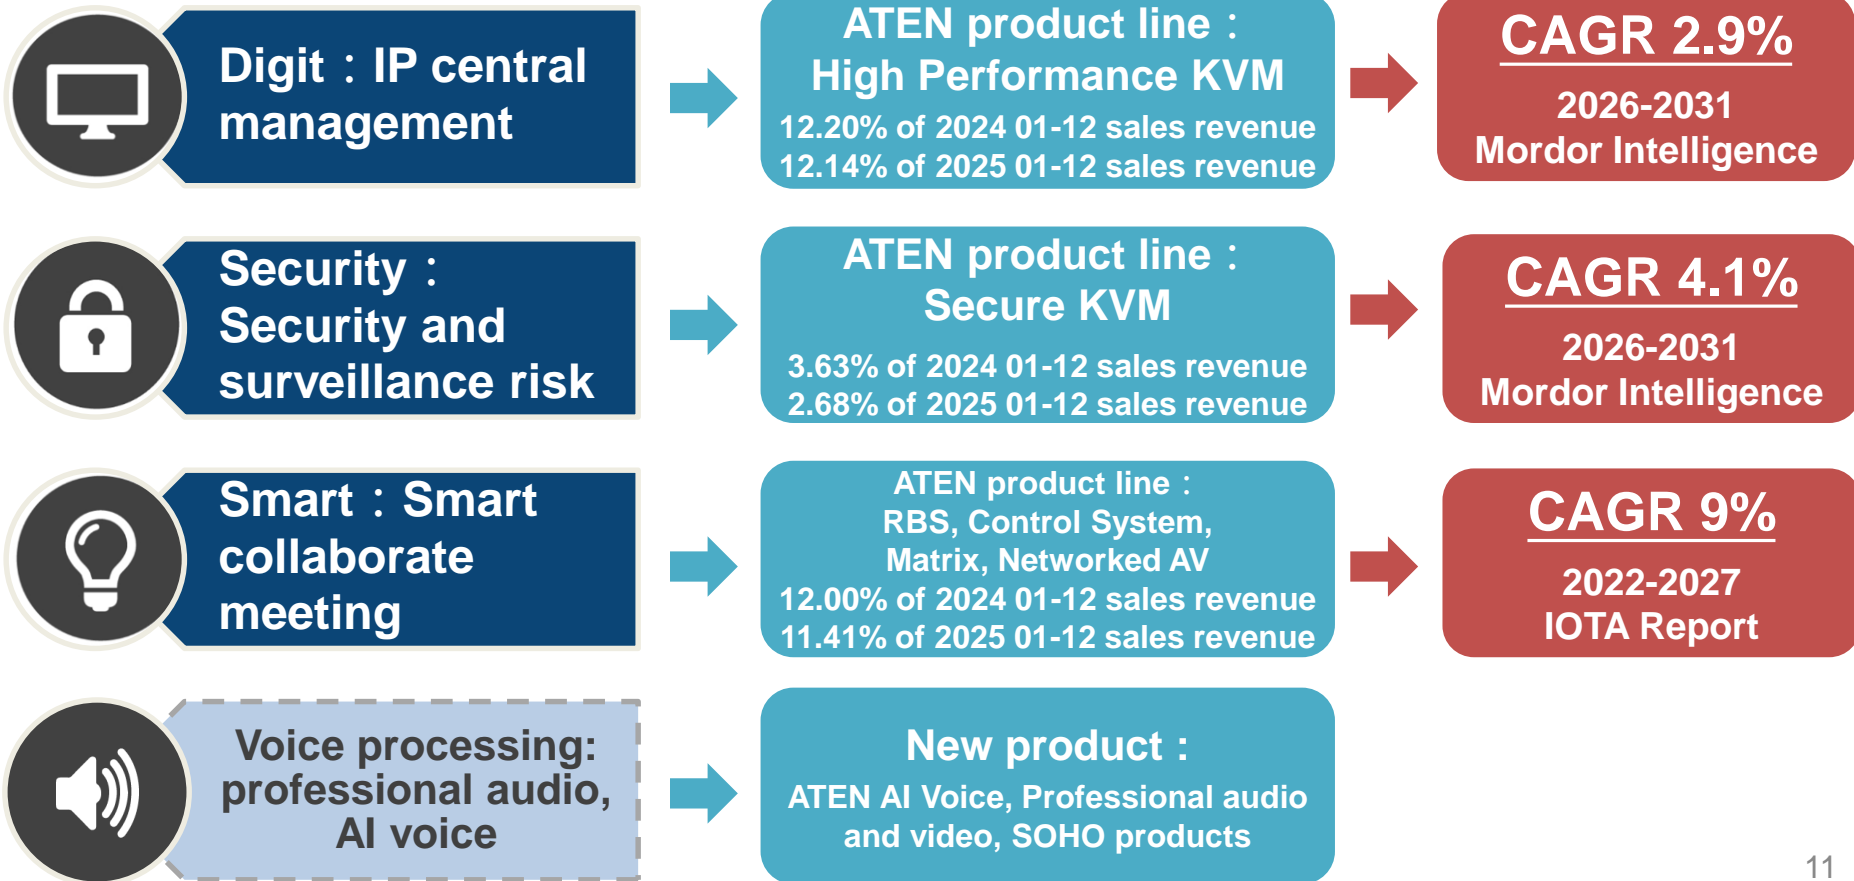 Digit：IP central
management
ATEN product line：
High Performance KVM
12.20% of 2024 01-12 sales revenue
12.14% of 2025 01-12 sales revenue
CAGR 2.9%
2026-2031
Mordor Intelligence
Security：
Security and
surveillance risk
ATEN product line：
Secure KVM
3.63% of 2024 01-12 sales revenue
2.68% of 2025 01-12 sales revenue
CAGR 4.1%
2026-2031
Mordor Intelligence
Smart：Smart
collaborate
meeting
ATEN product line：
RBS, Control System,
Matrix, Networked AV
12.00% of 2024 01-12 sales revenue
11.41% of 2025 01-12 sales revenue
CAGR 9%
2022-2027
IOTA Report
Voice processing:
professional audio,
AI voice
New product：
ATEN AI Voice, Professional audio
and video, SOHO products
11